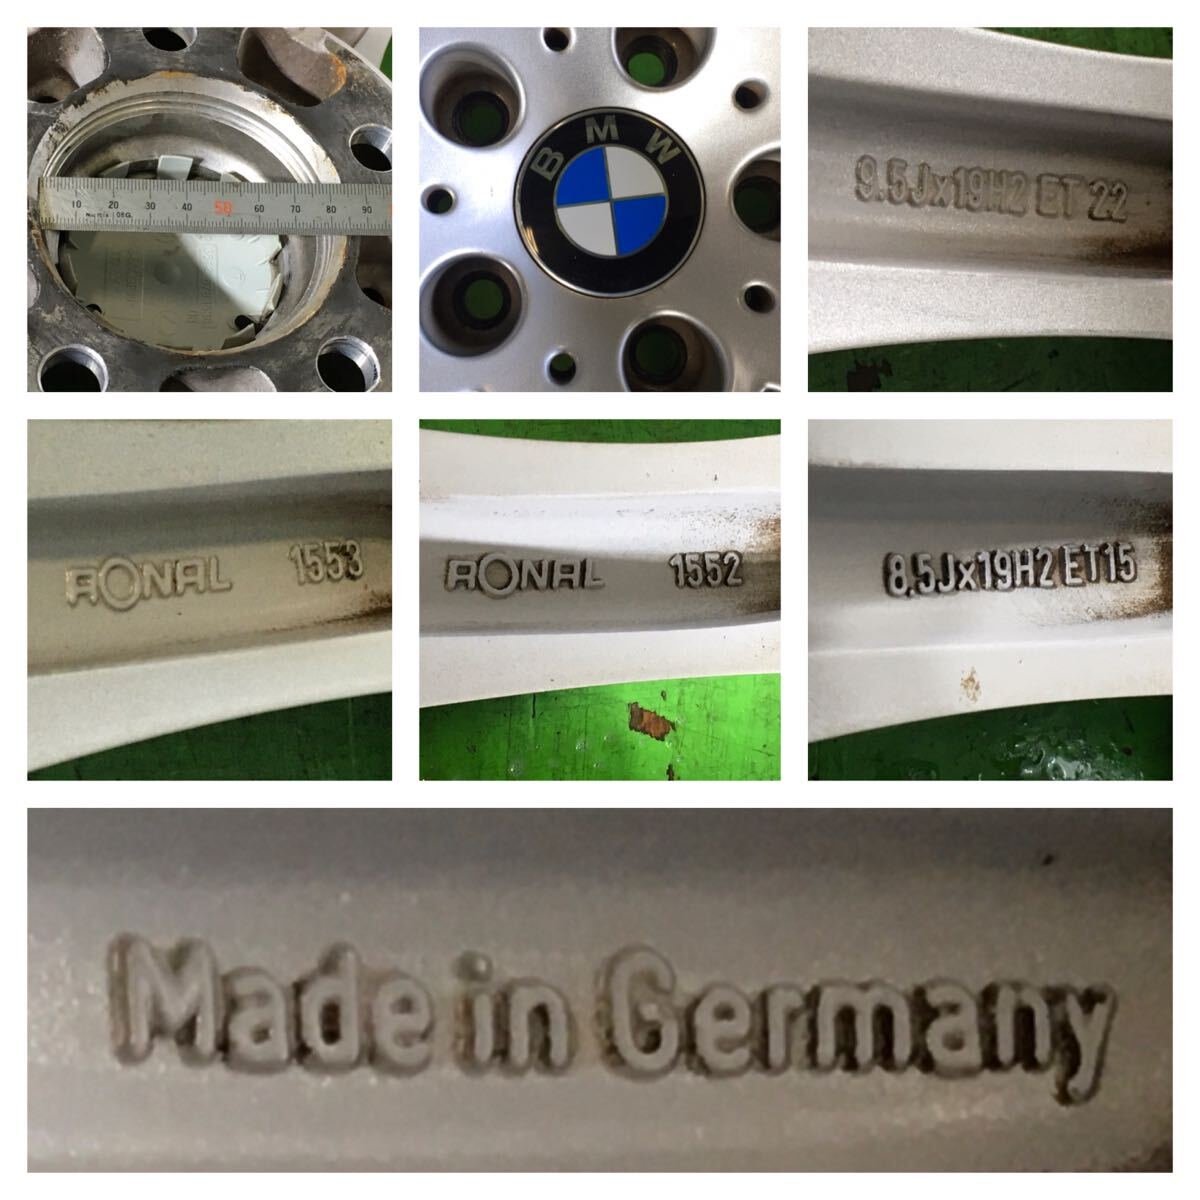 10 20 30 40 50 60 70 80 90
BMW
9.5Jx19H2 ET 22
RONAL 1553
RONAL 1552
8.5Jx19H2 ET15
Made in Germany